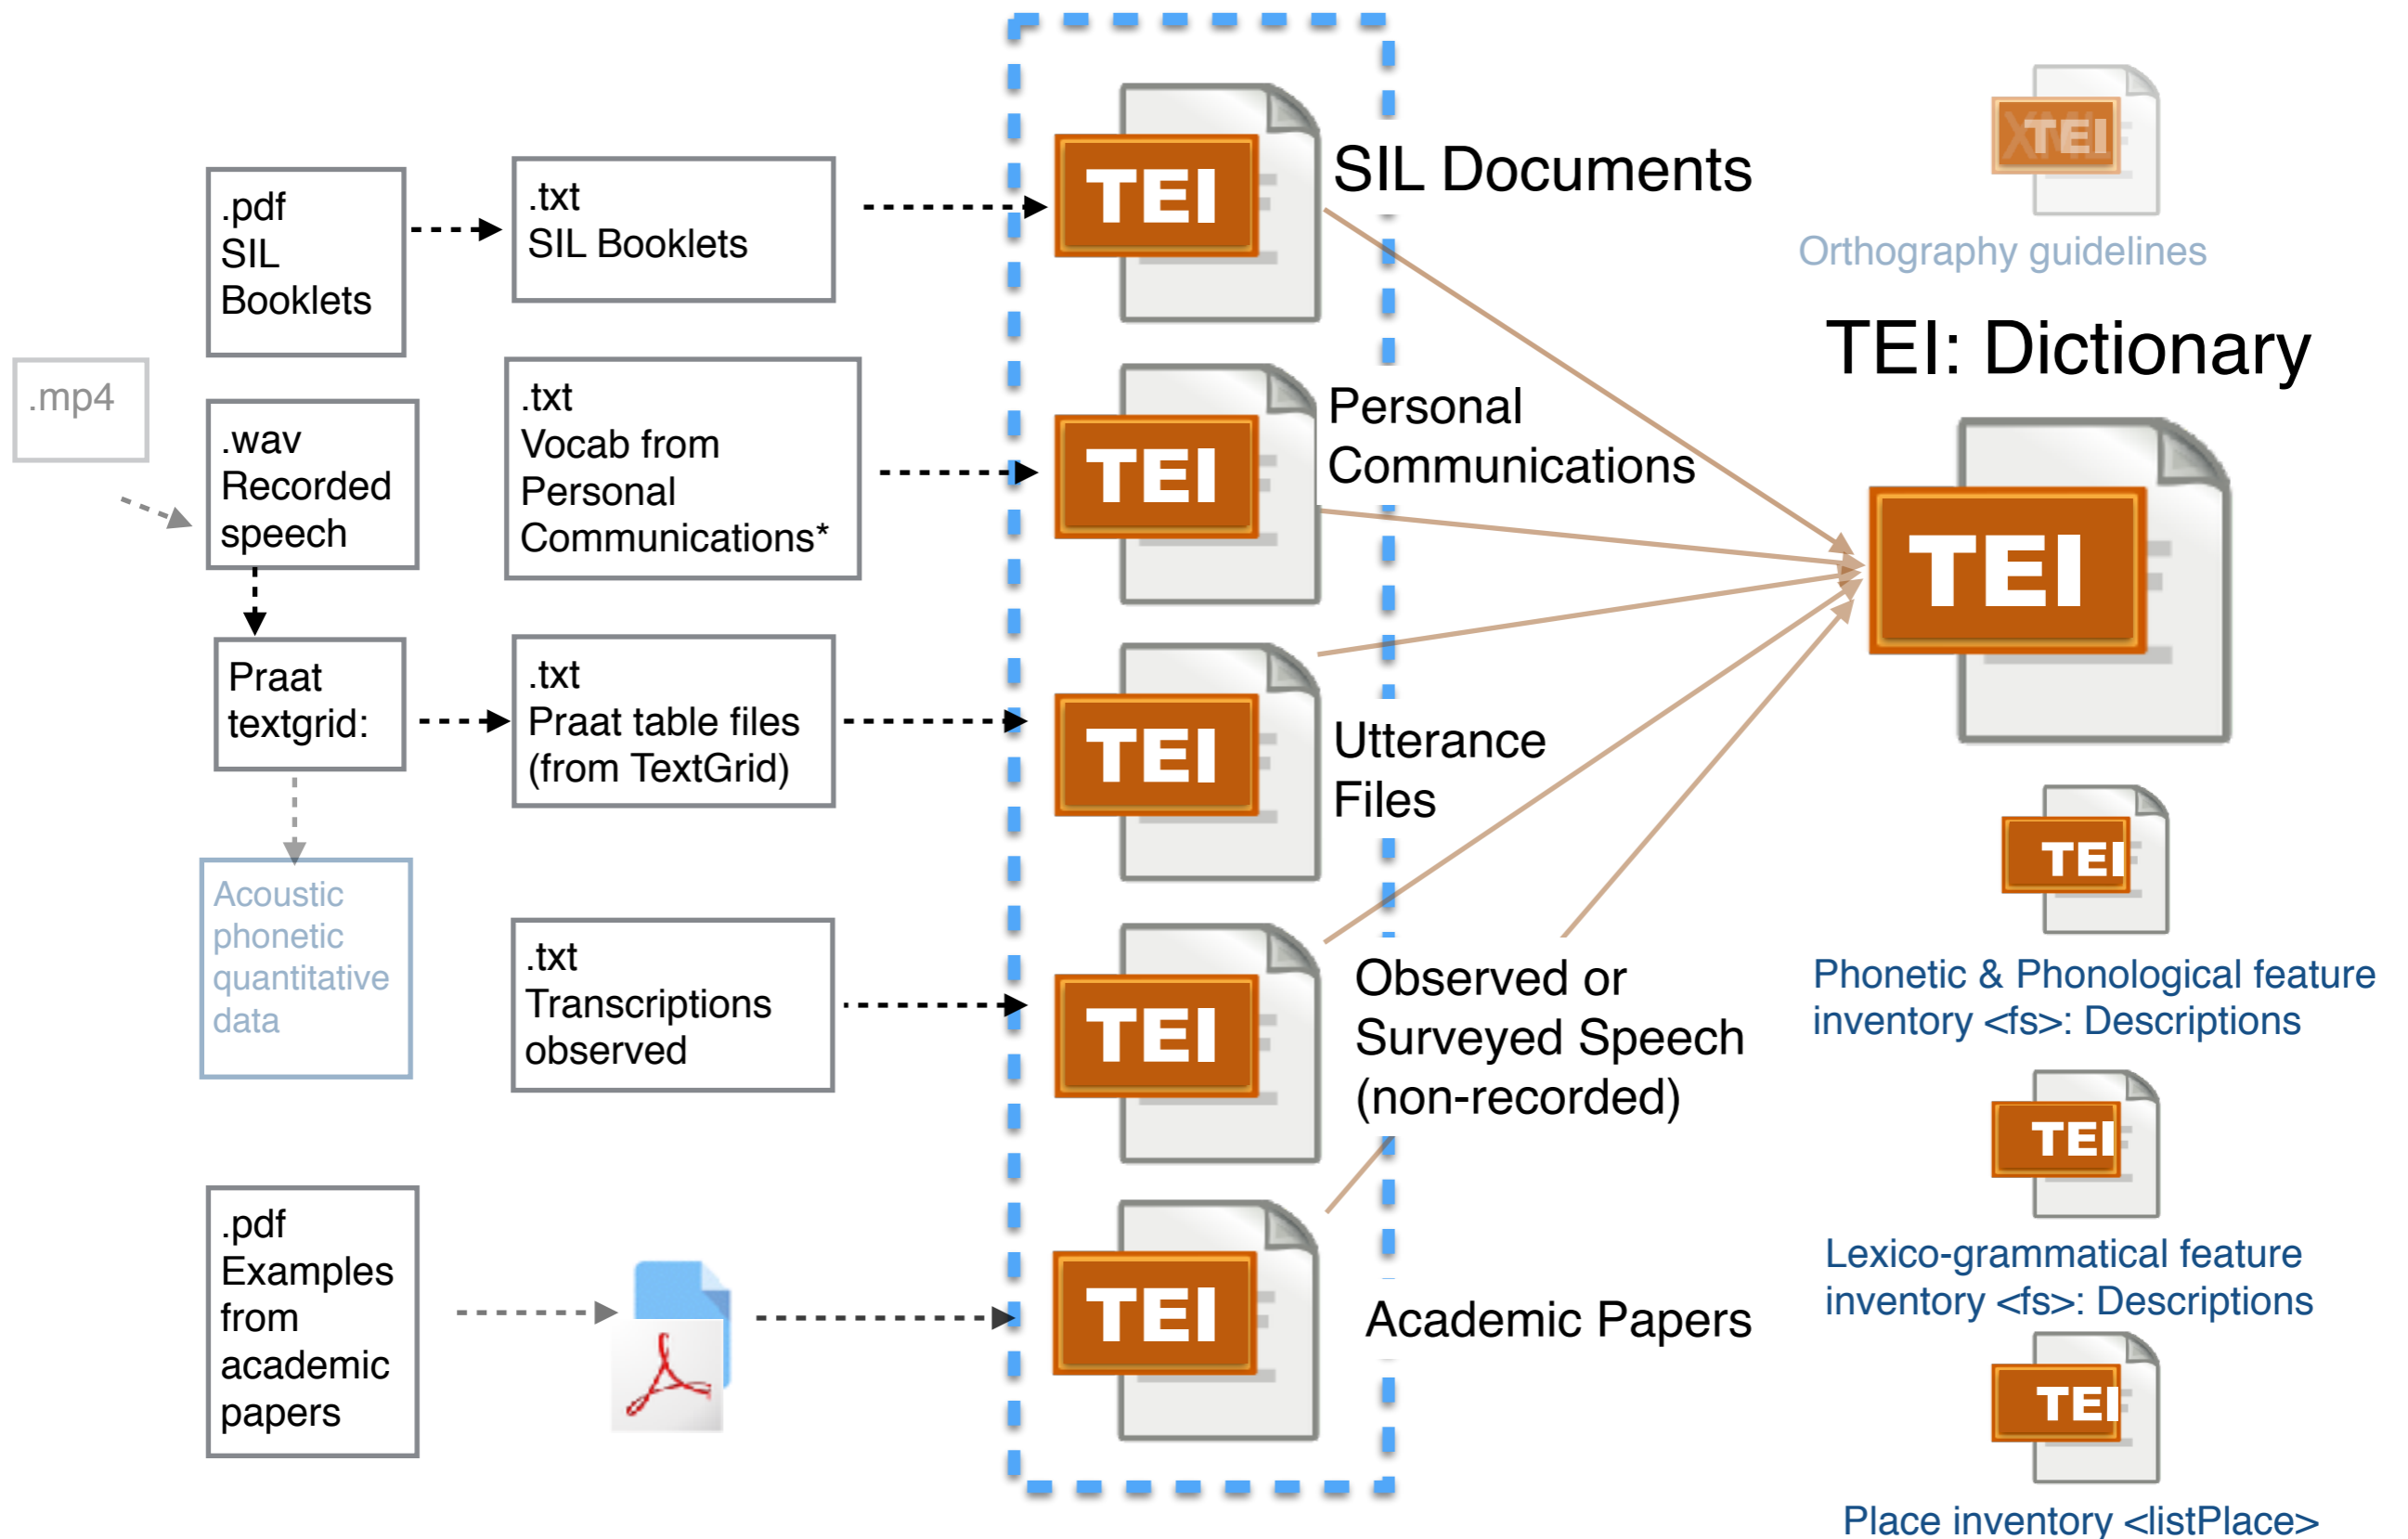 .mp4
.pdf
SIL
Booklets
.wav
Recorded
speech
Praat
textgrid:
Acoustic
phonetic
quantitative
data
.pdf
Examples
from
academic
papers
.txt
SIL Booklets
.txt
Vocab from
Personal
Communications*
.txt
Praat table files
(from TextGrid)
.txt
Transcriptions
observed
TEI
SIL Documents
TEI
Personal
Communications
TEI
Utterance
Files
TEI
Observed or
Surveyed Speech
(non-recorded)
TEI
Academic Papers
XML
TEI
Orthography guidelines
TEI: Dictionary
TEI
TEI
Phonetic & Phonological feature
inventory <fs>: Descriptions
TEI
Lexico-grammatical feature
inventory <fs>: Descriptions
TEI
Place inventory <listPlace>